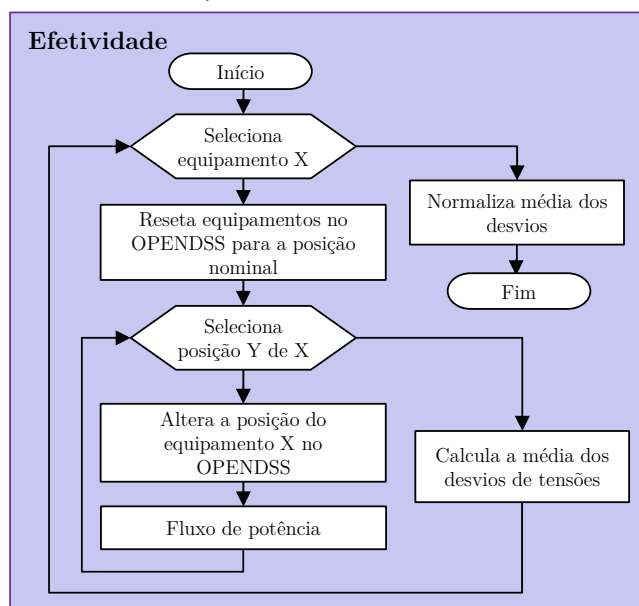 Efetividade
Início
Seleciona
equipamento X
Reseta equipamentos no
OPENDSS para a posição
nominal
Seleciona
posição Y de X
Altera a posição do
equipamento X no
OPENDSS
Fluxo de potência
Normaliza média dos
desvios
Fim
Calcula a média dos
desvios de tensões